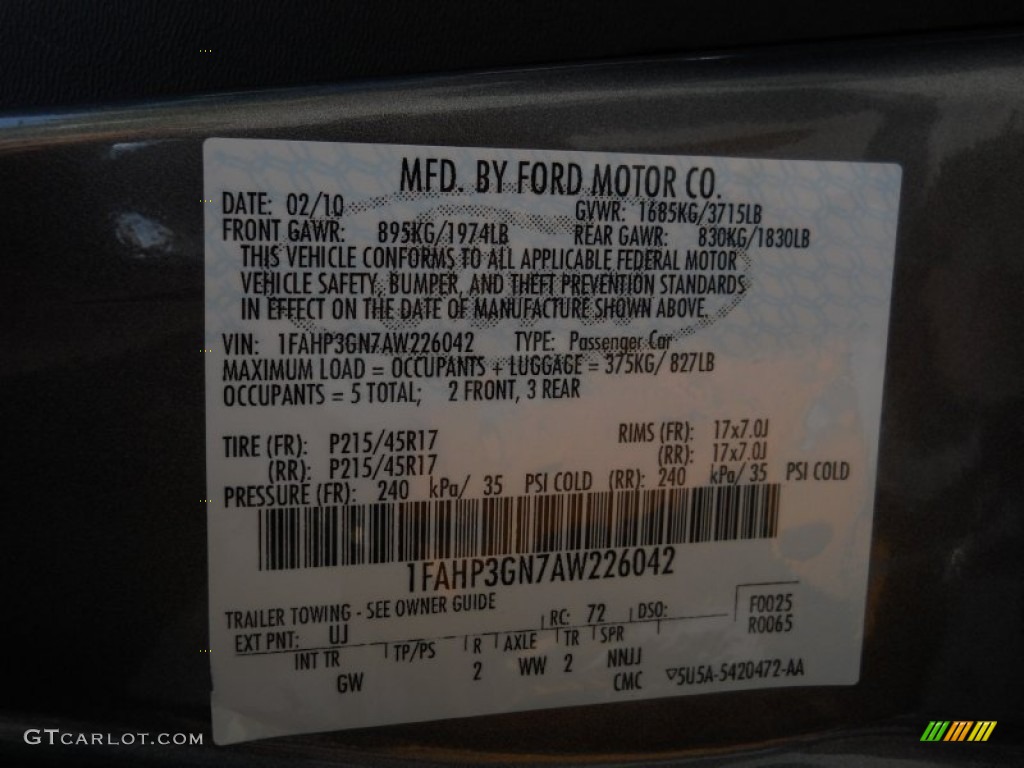 MFD. BY FORD MOTOR CO.
DATE: 02/10 GVWR: 1685KG/3715LB
FRONT GAWR: 895KG/1974LB REAR GAWR: 830KG/1830LB
THIS VEHICLE CONFORMS TO ALL APPLICABLE FEDERAL MOTOR
VEHICLE SAFETY, BUMPER, AND THEFT PREVENTION STANDARDS
IN EFFECT ON THE DATE OF MANUFACTURE SHOWN ABOVE.
VIN: 1FAHP3GN7AW226042 TYPE: Passenger Car
MAXIMUM LOAD = OCCUPANTS + LUGGAGE = 375KG/ 827LB
OCCUPANTS = 5 TOTAL; 2 FRONT, 3 REAR
TIRE (FR): P215/45R17 RIMS (FR): 17x7.0J
(RR): P215/45R17 (RR): 17x7.0J
PRESSURE (FR): 240 kPa/ 35 PSI COLD (RR): 240 kPa/ 35 PSI COLD
1FAHP3GN7AW226042
TRAILER TOWING - SEE OWNER GUIDE
EXT PNT: UJ RC: 72 DSO: F0025
R0065
INT TR TP/PS R AXLE TR SPR
GW 2 WW 2 NNJJ
CMC ▽5U5A-5420472-AA
GTCARLOT.COM